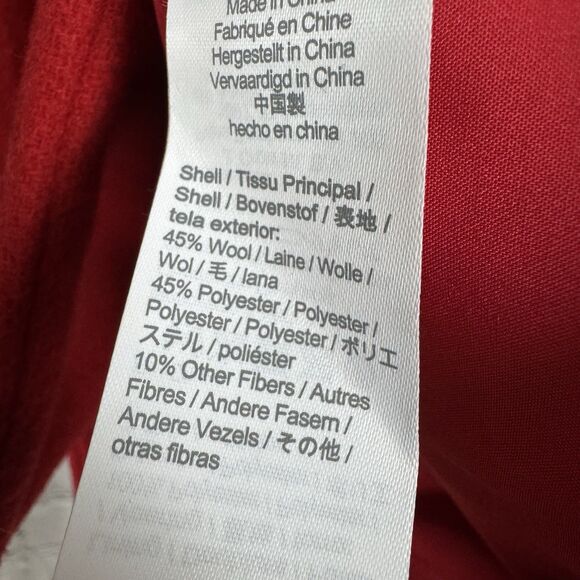 Made in China
Fabriqué en Chine
Hergestellt in China
Vervaardigd in China
中国製
hecho en china
Shell / Tissu Principal /
Shell / Bovenstof / 表地 /
tela exterior:
45% Wool / Laine / Wolle /
Wol / 毛 / lana
45% Polyester / Polyester /
Polyester / Polyester / ポリエ
ステル / poliéster
10% Other Fibers / Autres
Fibres / Andere Fasern /
Andere Vezels / その他 /
otras fibras